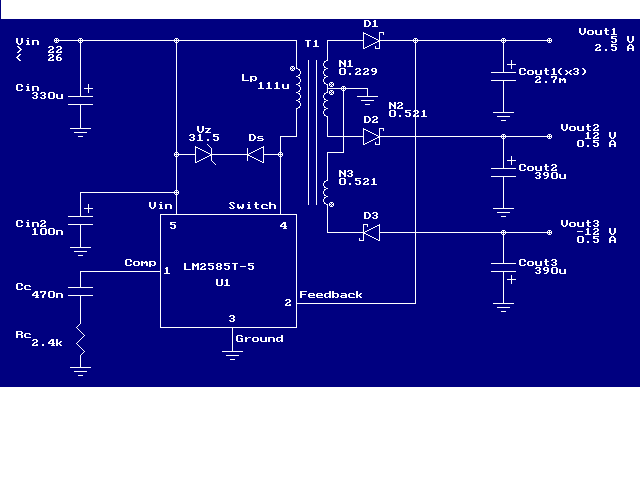 Vin
> 22
< 26
Cin
330u
Lp
111u
T1
D1
N1
0.229
Vout1
5 V
2.5 A
Cout1(x3)
2.7m
N2
0.521
D2
Vout2
12 V
0.5 A
Cout2
390u
Vz
31.5
Ds
N3
0.521
D3
Vout3
-12 V
0.5 A
Cout3
390u
Cin2
100n
Vin
Switch
5
4
Comp
1
LM2585T-5
U1
2
Feedback
3
Ground
Cc
470n
Rc
2.4k